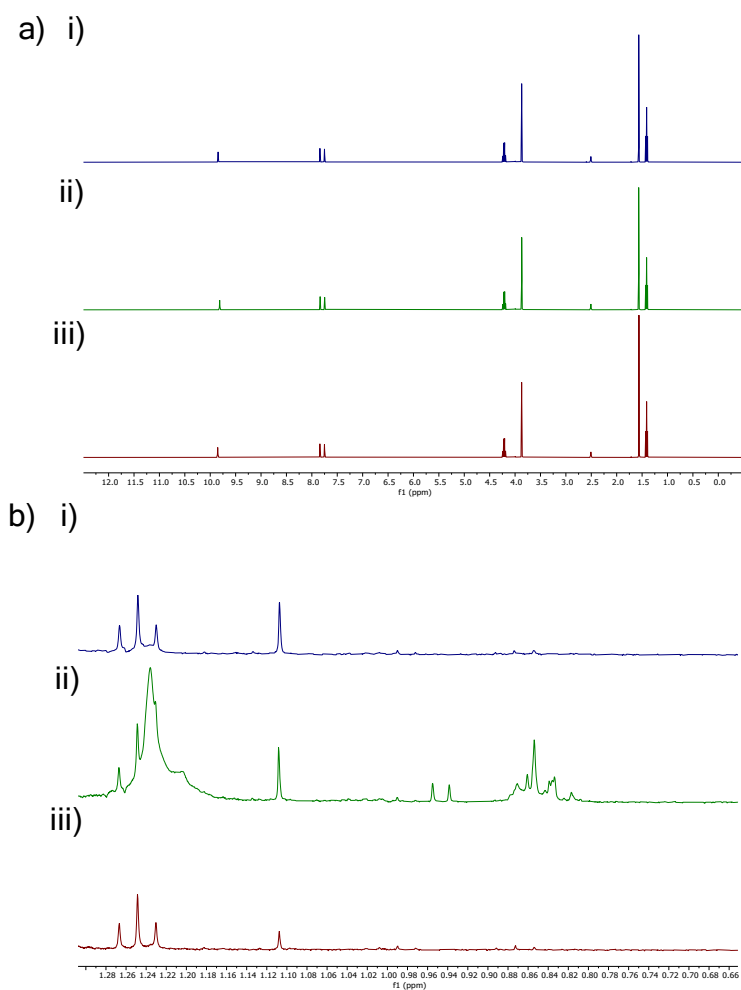 a) i)
ii)
iii)
12.0 11.5 11.0 10.5 10.0 9.5 9.0 8.5 8.0 7.5 7.0 6.5 6.0 5.5 5.0 4.5 4.0 3.5 3.0 2.5 2.0 1.5 1.0 0.5 0.0
f1 (ppm)
b) i)
ii)
iii)
1.28 1.26 1.24 1.22 1.20 1.18 1.16 1.14 1.12 1.10 1.08 1.06 1.04 1.02 1.00 0.98 0.96 0.94 0.92 0.90 0.88 0.86 0.84 0.82 0.80 0.78 0.76 0.74 0.72 0.70 0.68 0.66
f1 (ppm)